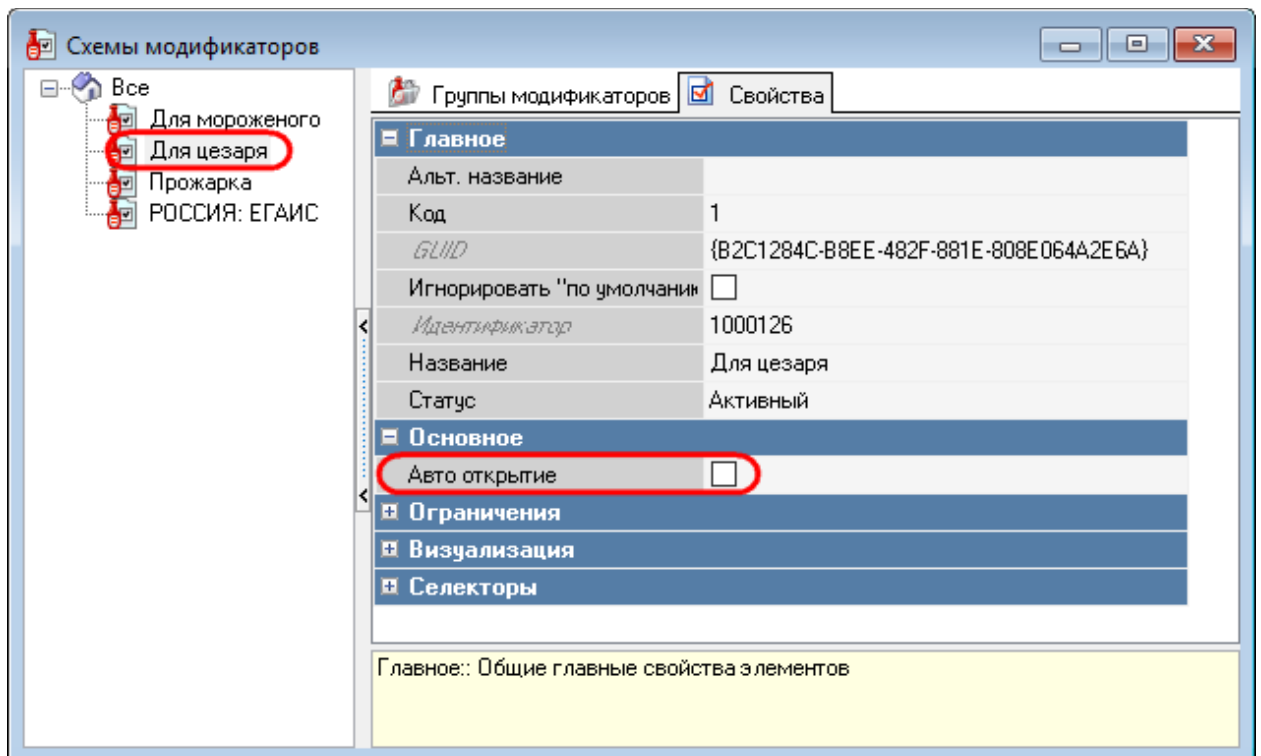 Схемы модификаторов
Все
Для мороженого
Для цезаря
Прожарка
РОССИЯ: ЕГАИС
Группы модификаторов Свойства
Главное
Альт. название
Код 1
GUID {B2C1284C-B8EE-482F-881E-808E064A2E6A}
Игнорировать "по умолчани
Идентификатор 1000126
Название Для цезаря
Статус Активный
Основное
Авто открытие
Ограничения
Визуализация
Селекторы
Главное:: Общие главные свойства элементов